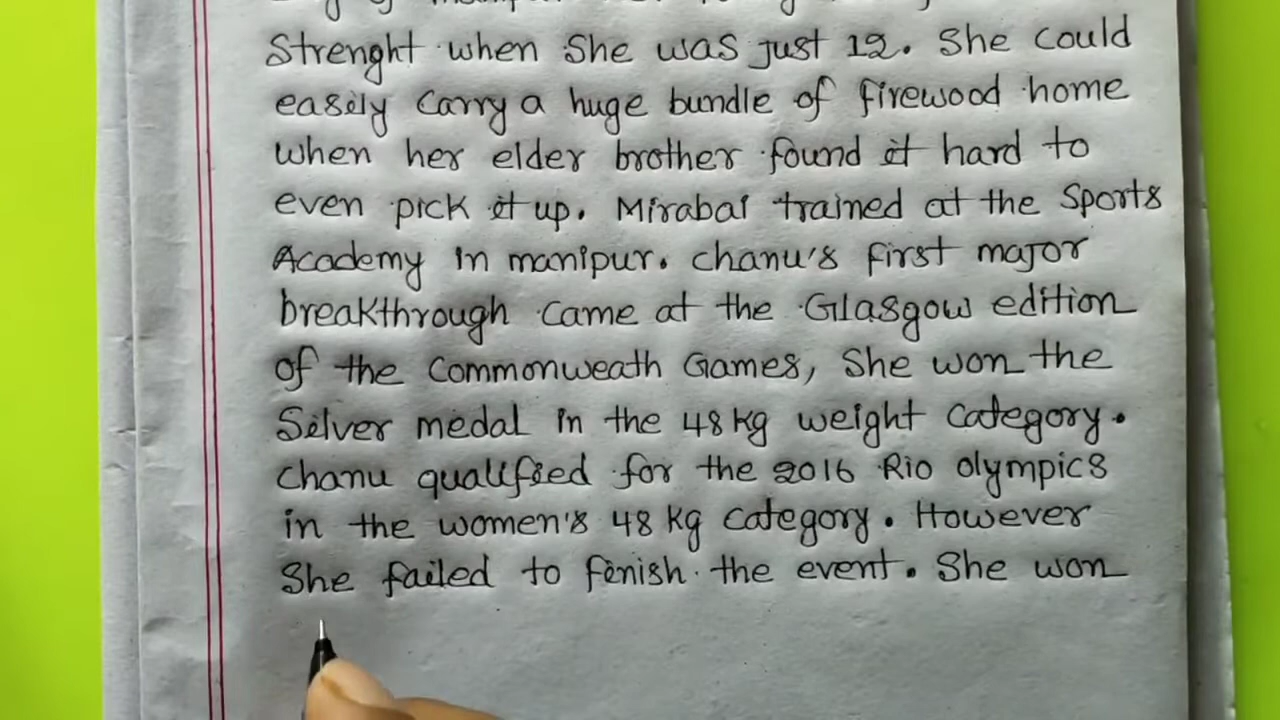 Strenght when She was just 12. She could
easily carry a huge bundle of firewood home
when her elder brother found it hard to
even pick it up. Mirabai trained at the Sports
Academy in manipur. chanu's first major
breakthrough came at the Glasgow edition
of the Commonweath Games, She won the
Silver medal in the 48 kg weight category.
Chanu qualified for the 2016 Rio olympics
in the women's 48 kg category. However
She failed to finish the event. She won